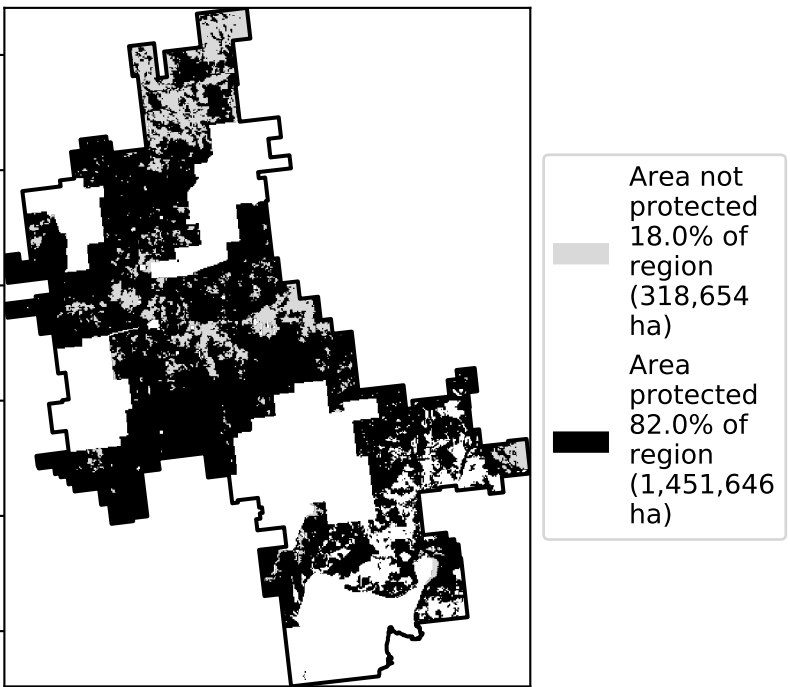 Area not
protected
18.0% of
region
(318,654
ha)
Area
protected
82.0% of
region
(1,451,646
ha)